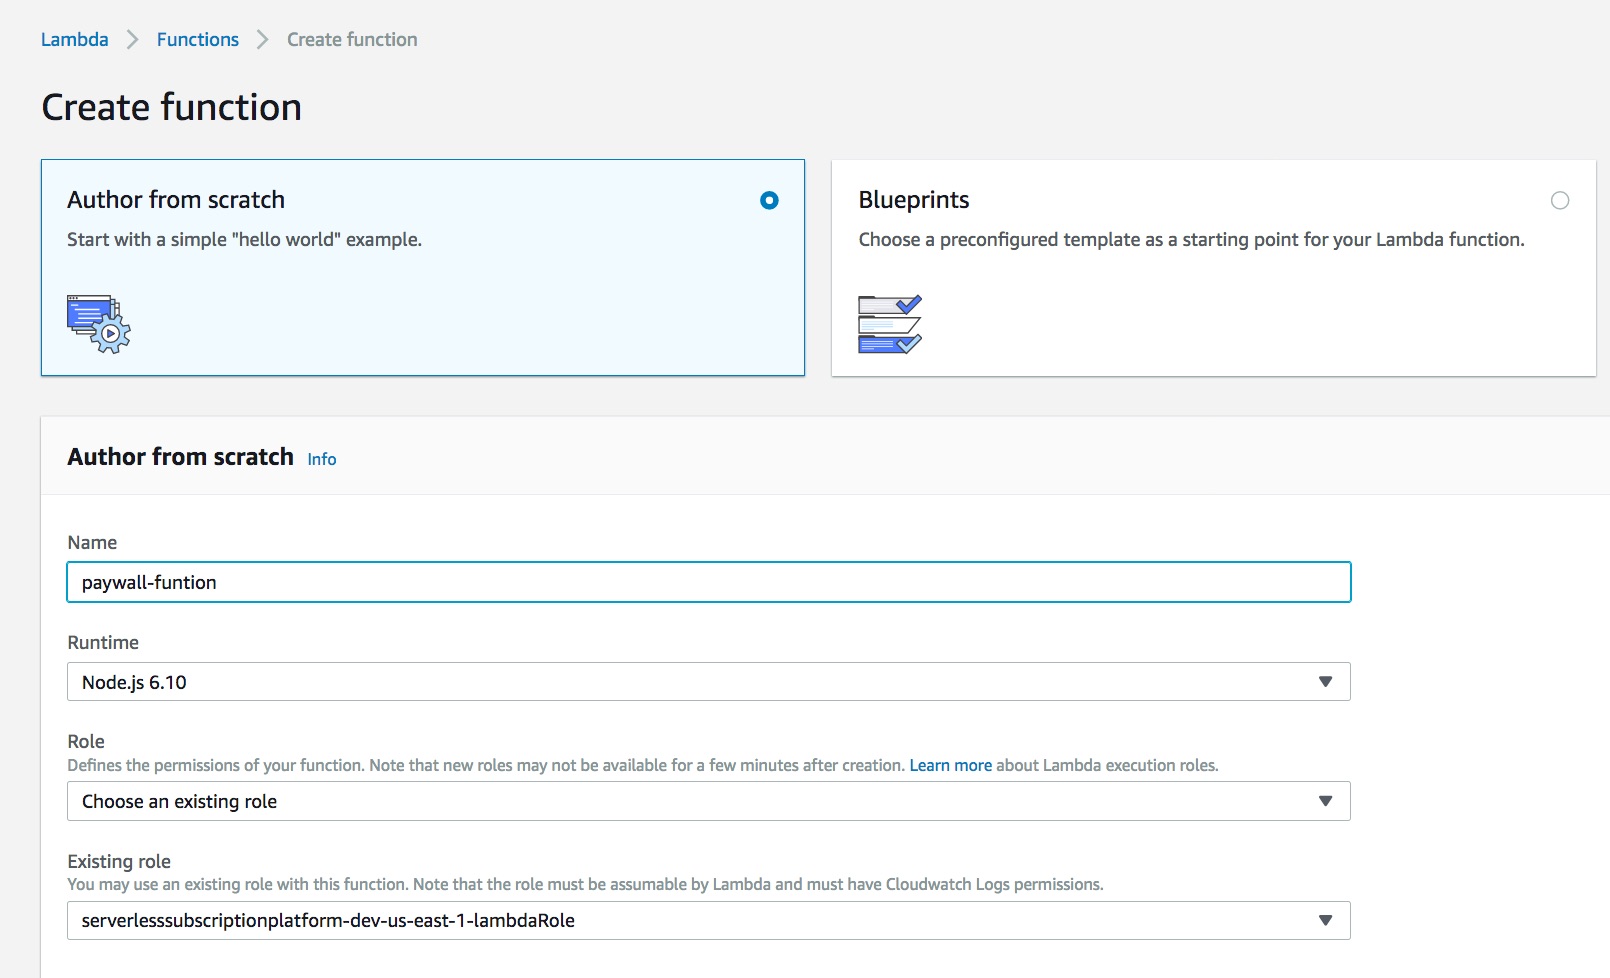 Lambda > Functions > Create function
Create function
Author from scratch
Start with a simple "hello world" example.
Blueprints
Choose a preconfigured template as a starting point for your Lambda function.
Author from scratch Info
Name
paywall-funtion
Runtime
Node.js 6.10
Role
Defines the permissions of your function. Note that new roles may not be available for a few minutes after creation. Learn more about Lambda execution roles.
Choose an existing role
Existing role
You may use an existing role with this function. Note that the role must be assumable by Lambda and must have Cloudwatch Logs permissions.
serverlesssubscriptionplatform-dev-us-east-1-lambdaRole